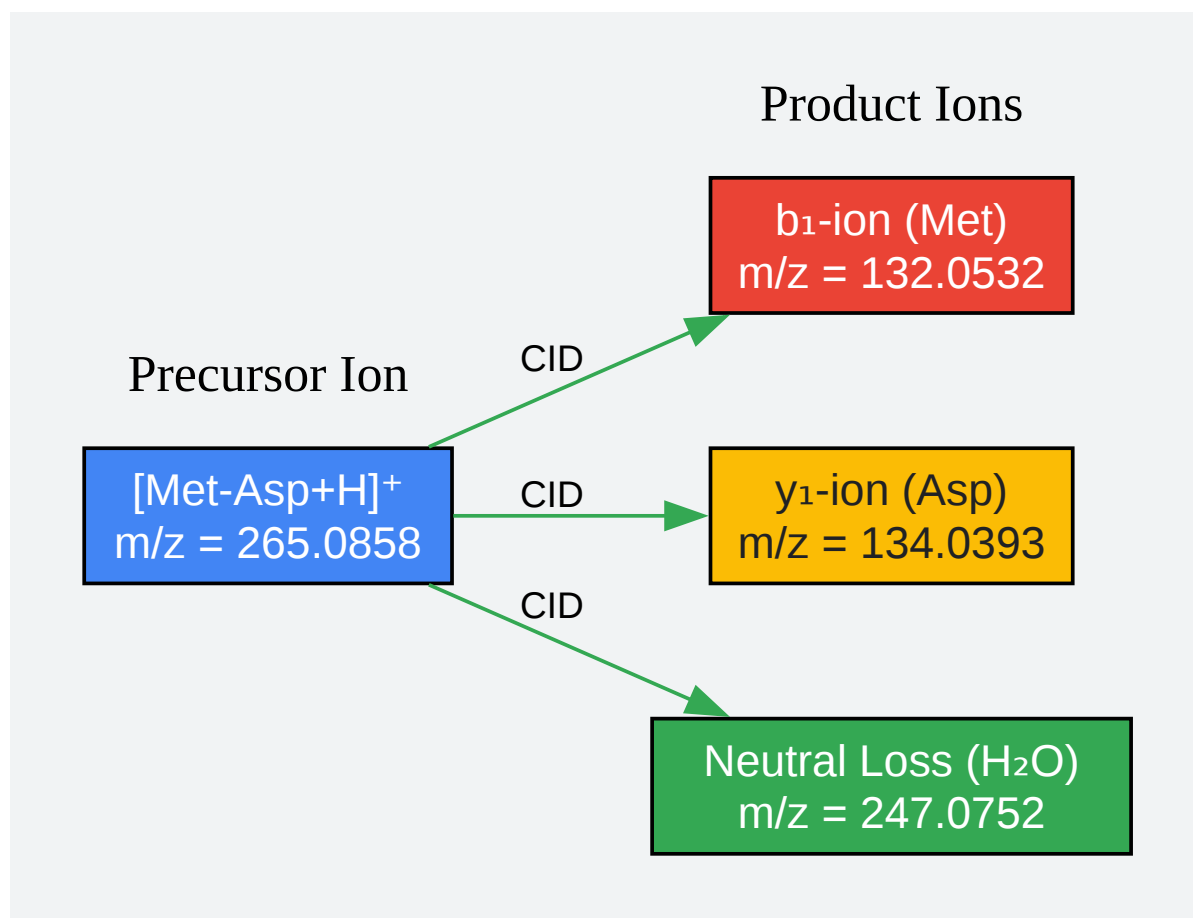 Product Ions
b₁-ion (Met)
m/z = 132.0532
CID
Precursor Ion
[Met-Asp+H]⁺
m/z = 265.0858
CID
y₁-ion (Asp)
m/z = 134.0393
CID
Neutral Loss (H₂O)
m/z = 247.0752